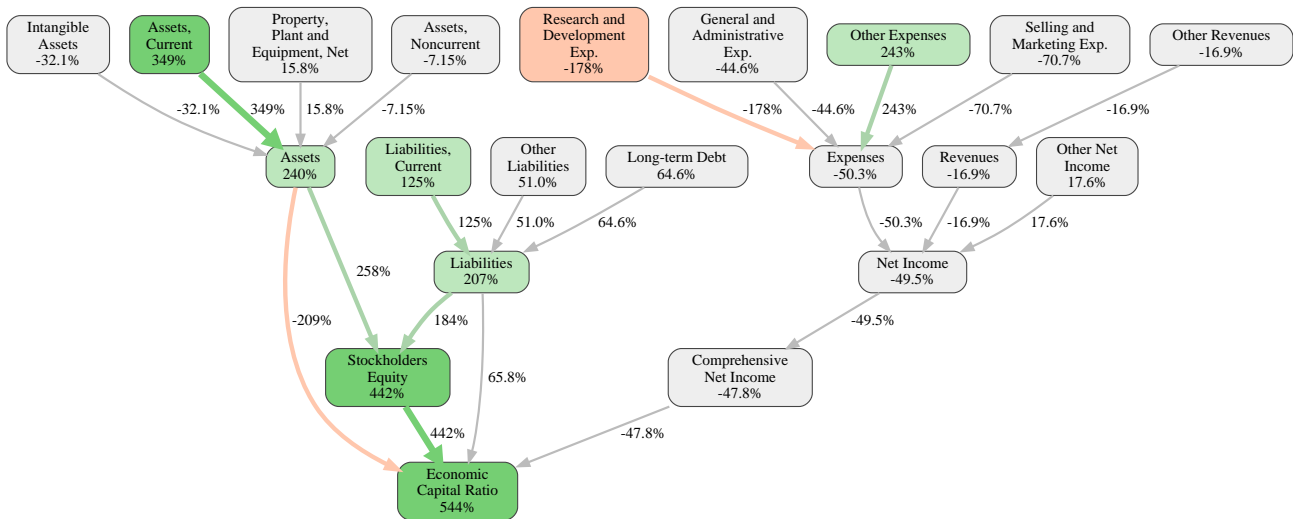 Intangible
Assets
-32.1%
Assets,
Current
349%
Property,
Plant and
Equipment, Net
15.8%
Assets,
Noncurrent
-7.15%
Research and
Development
Exp.
-178%
General and
Administrative
Exp.
-44.6%
Other Expenses
243%
Selling and
Marketing Exp.
-70.7%
Other Revenues
-16.9%
-32.1%
349%
15.8%
-7.15%
-178%
-44.6%
243%
-70.7%
-16.9%
Assets
240%
Liabilities,
Current
125%
Other
Liabilities
51.0%
Long-term Debt
64.6%
Expenses
-50.3%
Revenues
-16.9%
Other Net
Income
17.6%
125%
51.0%
64.6%
-50.3%
-16.9%
17.6%
258%
Liabilities
207%
Net Income
-49.5%
-209%
184%
-49.5%
Stockholders
Equity
442%
65.8%
Comprehensive
Net Income
-47.8%
442%
-47.8%
Economic
Capital Ratio
544%